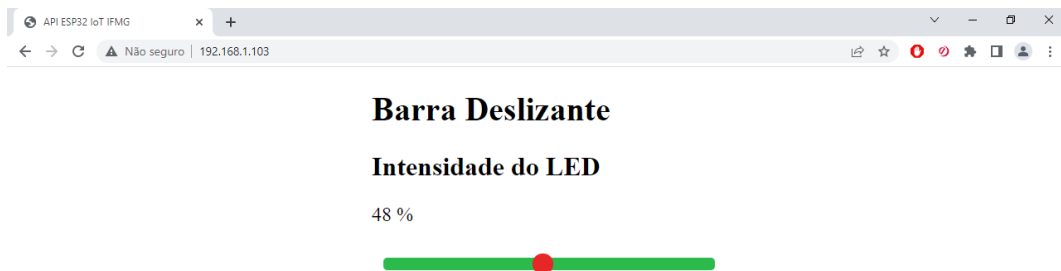 API ESP32 IoT IFMG
Não seguro | 192.168.1.103
Barra Deslizante
Intensidade do LED
48 %